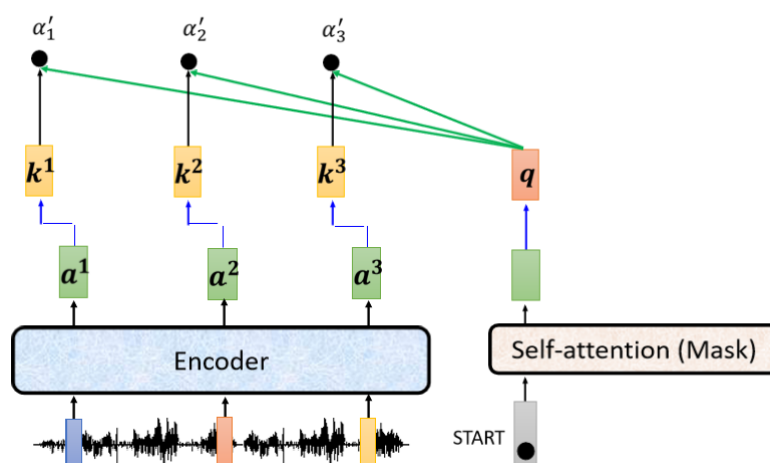 α′₁ α′₂ α′₃
k¹ k² k³ q
a¹ a² a³
Encoder
Self-attention (Mask)
START